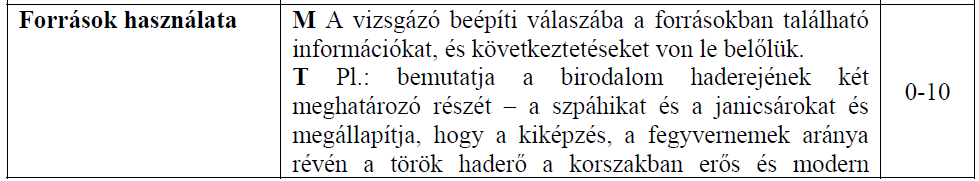 Források használata
M A vizsgázó beépíti válaszába a forrásokban található
információkat, és következtetéseket von le belőlük.
T Pl.: bemutatja a birodalom haderejének két
meghatározó részét – a szpáhikat és a janicsárokat és
megállapítja, hogy a kiképzés, a fegyvernemek aránya
révén a török haderő a korszakban erős és modern
0-10